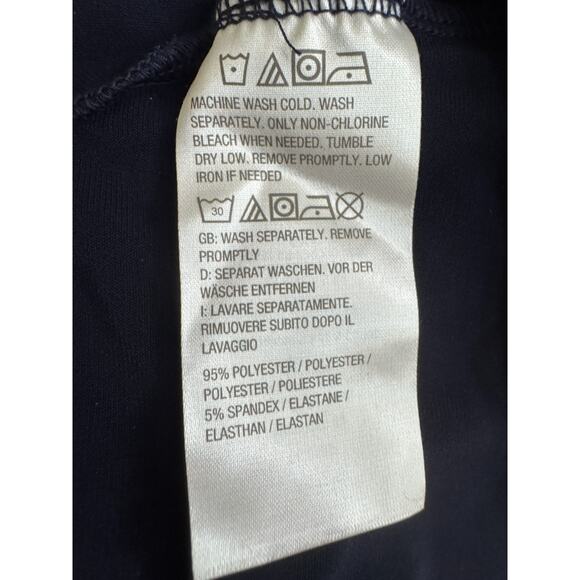 MACHINE WASH COLD. WASH
SEPARATELY. ONLY NON-CHLORINE
BLEACH WHEN NEEDED. TUMBLE
DRY LOW. REMOVE PROMPTLY. LOW
IRON IF NEEDED
30
GB: WASH SEPARATELY. REMOVE
PROMPTLY
D: SEPARAT WASCHEN. VOR DER
WÄSCHE ENTFERNEN
I: LAVARE SEPARATAMENTE.
RIMUOVERE SUBITO DOPO IL
LAVAGGIO
95% POLYESTER / POLYESTER /
POLYESTER / POLIESTERE
5% SPANDEX / ELASTANE /
ELASTHAN / ELASTAN